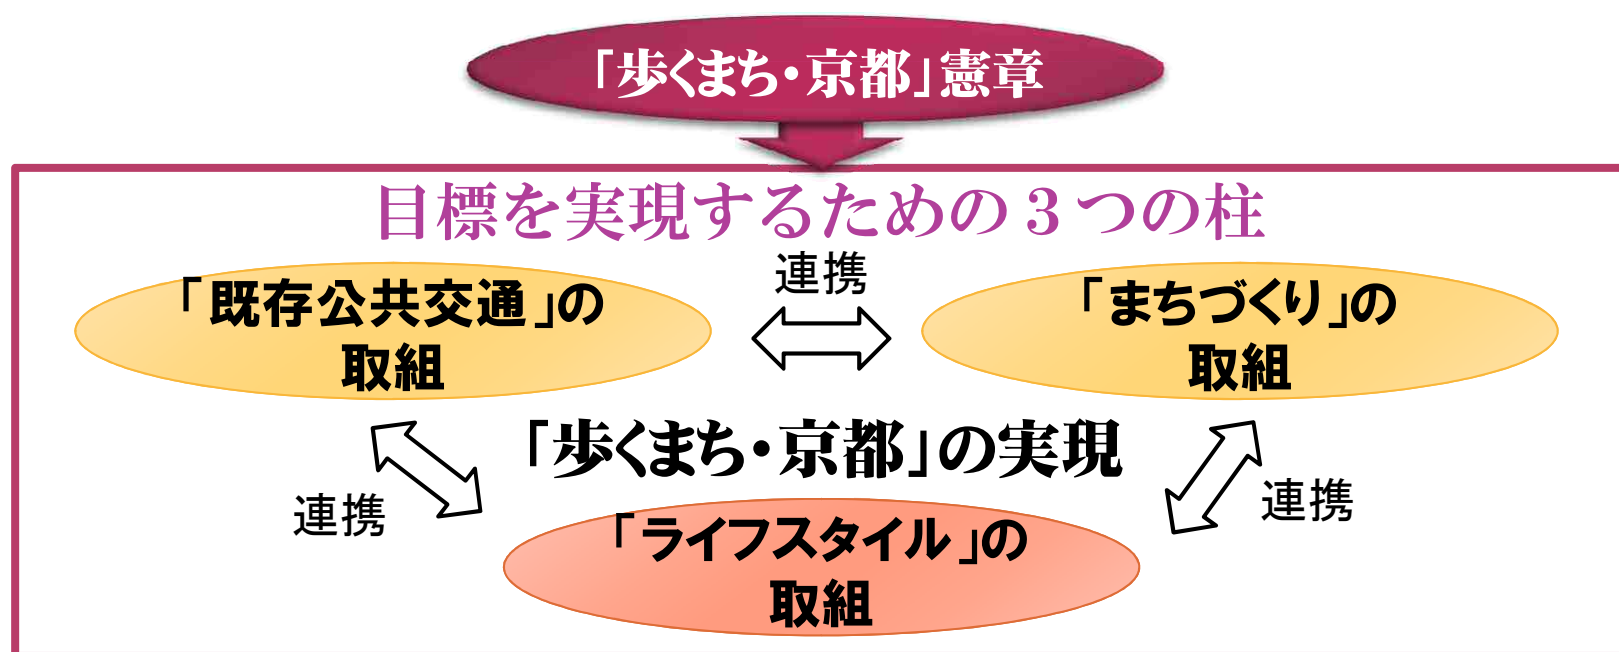 「歩くまち・京都」憲章
目標を実現するための３つの柱
連携
「既存公共交通」の
取組
「まちづくり」の
取組
「歩くまち・京都」の実現
連携
連携
「ライフスタイル」の
取組